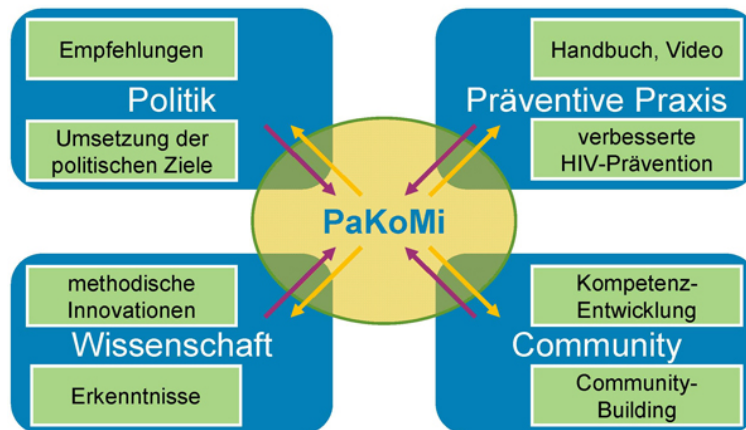 Empfehlungen
Politik
Umsetzung der
politischen Ziele
Handbuch, Video
Präventive Praxis
verbesserte
HIV-Prävention
PaKoMi
methodische
Innovationen
Wissenschaft
Erkenntnisse
Kompetenz-
Entwicklung
Community
Community-
Building